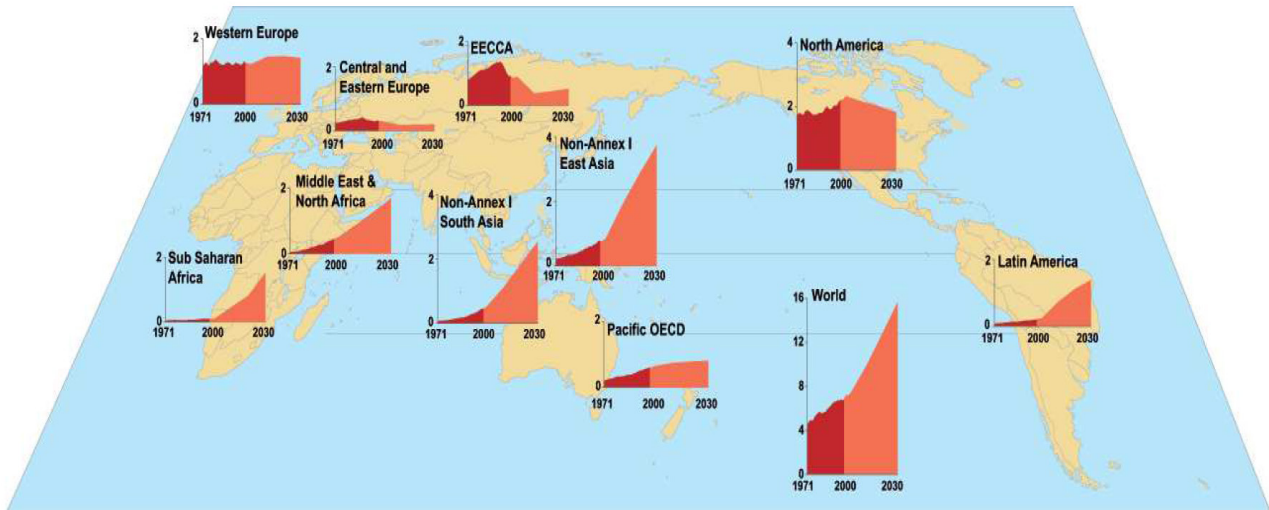 Western Europe
2
0
1971 2000 2030
Central and
Eastern Europe
2
0
1971 2000 2030
EECCA
2
0
1971 2000 2030
North America
4
2
0
1971 2000 2030
Middle East &
North Africa
2
0
1971 2000 2030
Non-Annex I
South Asia
4
2
0
1971 2000 2030
Non-Annex I
East Asia
4
2
0
1971 2000 2030
Sub Saharan
Africa
2
0
1971 2000 2030
Pacific OECD
2
0
1971 2000 2030
World
16
12
8
4
0
1971 2000 2030
Latin America
2
0
1971 2000 2030